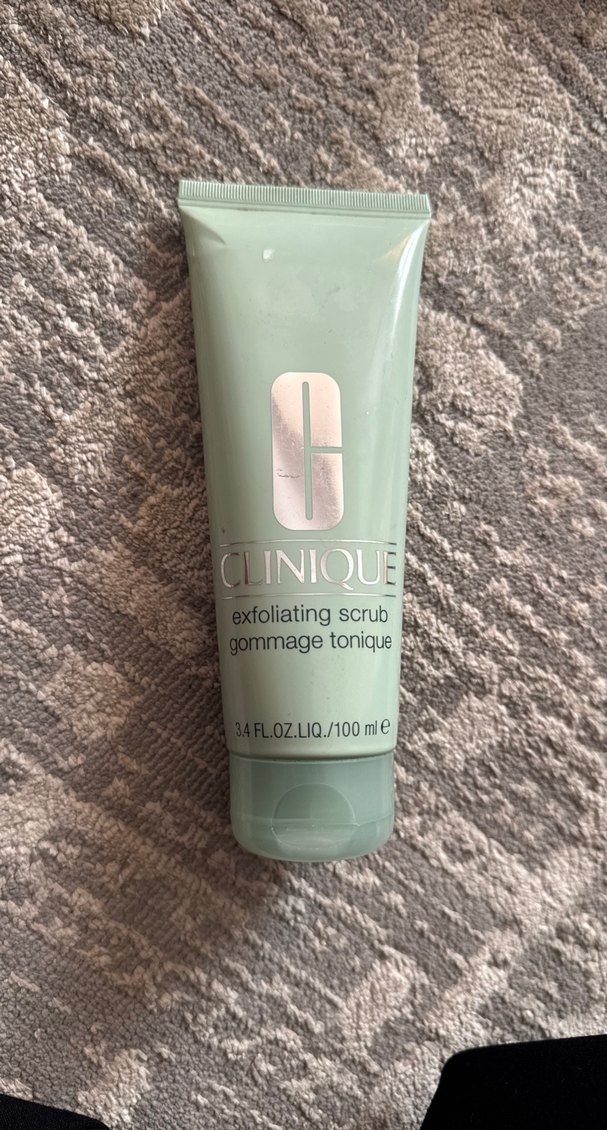 CLINIQUE
exfoliating scrub
gommage tonique
3.4 FL.OZ.LIQ./100 ml ℮